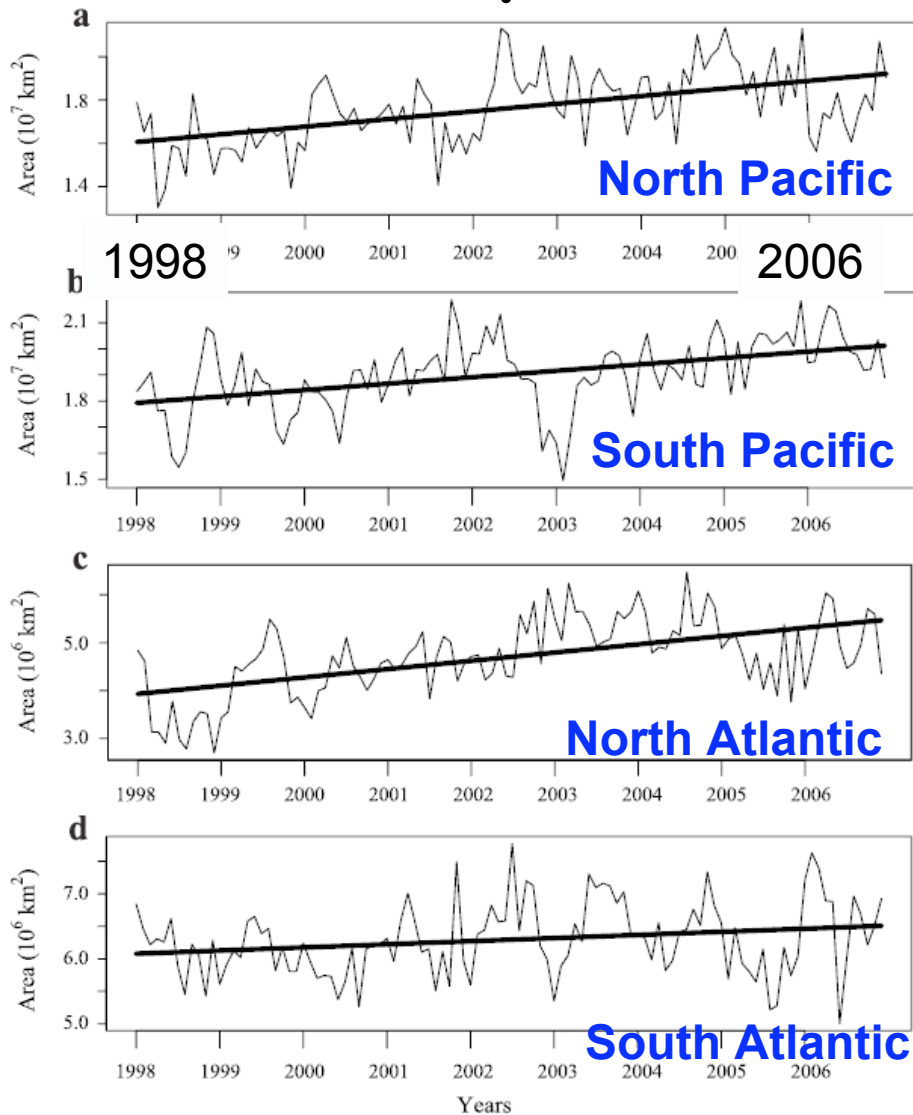 a
Area (10⁷ km²)
1.8
1.4
North Pacific
2000 2001 2002 2003 2004 2005
1998
2006
b
Area (10⁷ km²)
2.1
1.8
1.5
South Pacific
1998 1999 2000 2001 2002 2003 2004 2005 2006
c
Area (10⁶ km²)
5.0
3.0
North Atlantic
1998 1999 2000 2001 2002 2003 2004 2005 2006
d
Area (10⁶ km²)
7.0
6.0
5.0
South Atlantic
1998 1999 2000 2001 2002 2003 2004 2005 2006
Years